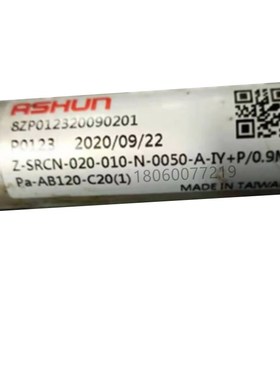 ASHUN
8ZP012320090201
P0123 2020/09/22
Z-SRCN-020-010-N-0050-A-IY+P/0.9M
Pa-AB120-C20(1) 18060077219
MADE IN TAIWAN